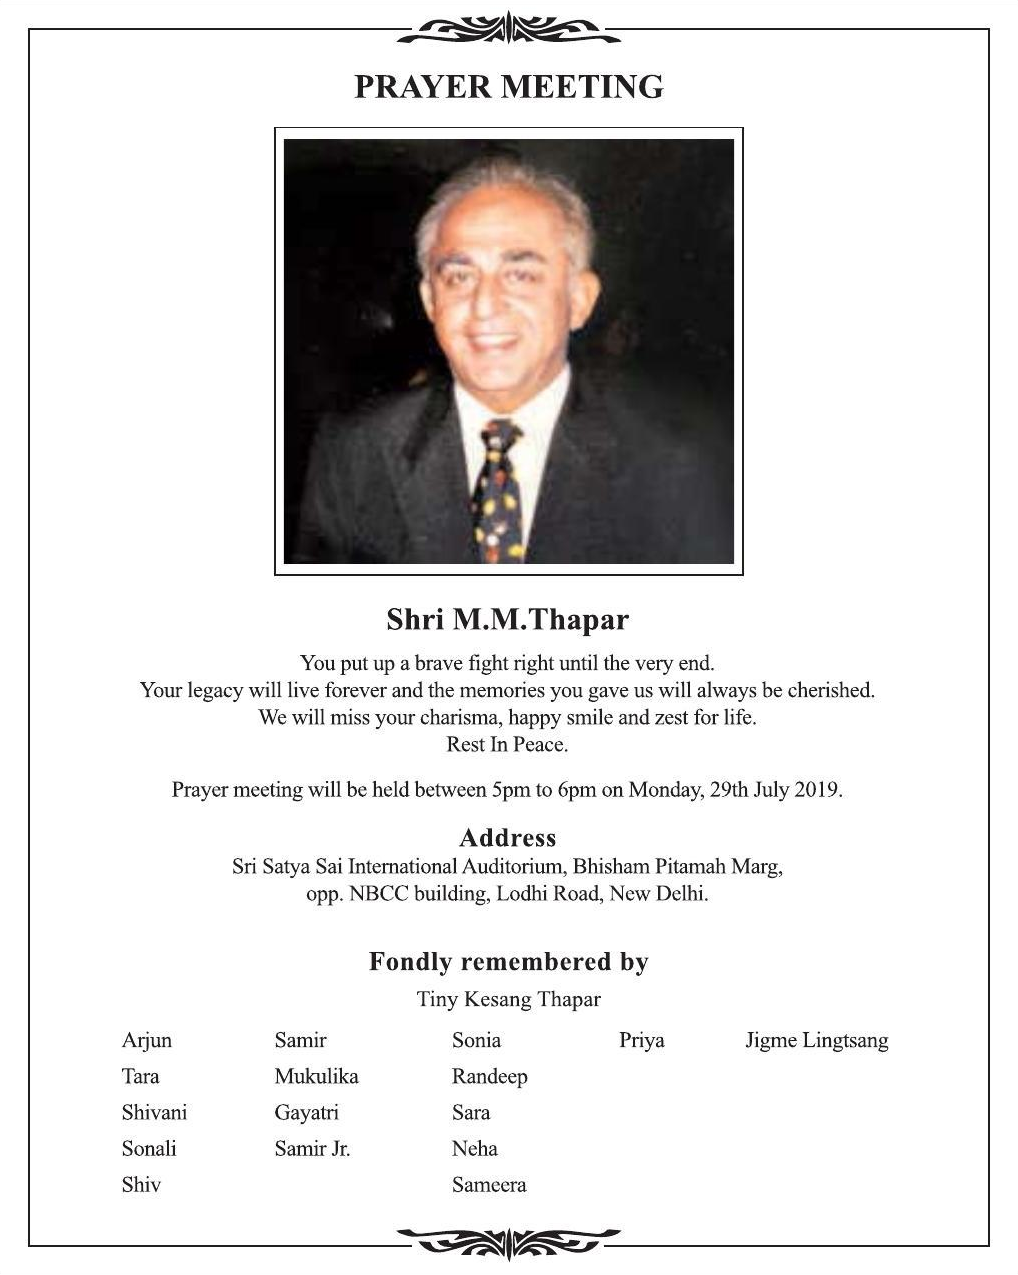 PRAYER MEETING
Shri M.M.Thapar
You put up a brave fight right until the very end.
Your legacy will live forever and the memories you gave us will always be cherished.
We will miss your charisma, happy smile and zest for life.
Rest In Peace.
Prayer meeting will be held between 5pm to 6pm on Monday, 29th July 2019.
Address
Sri Satya Sai International Auditorium, Bhisham Pitamah Marg,
opp. NBCC building, Lodhi Road, New Delhi.
Fondly remembered by
Tiny Kesang Thapar
Arjun Samir Sonia Priya Jigme Lingtsang
Tara Mukulika Randeep
Shivani Gayatri Sara
Sonali Samir Jr. Neha
Shiv Sameera